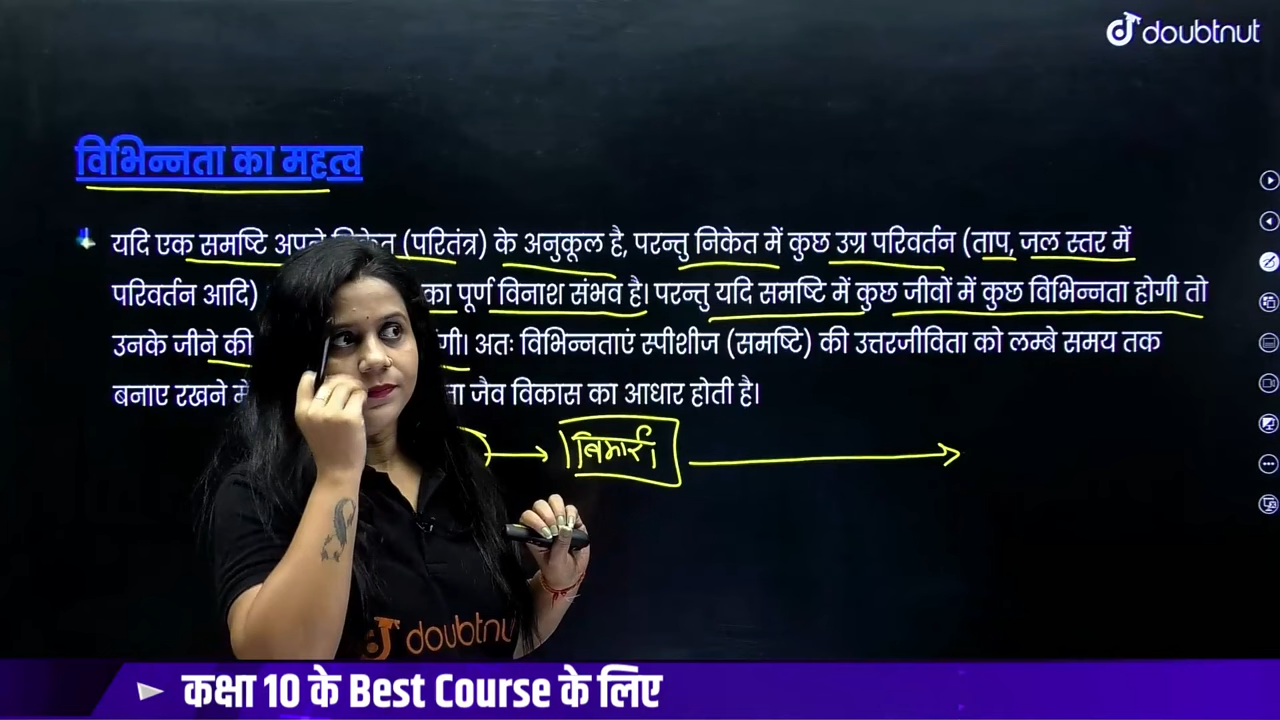 doubtnut
विभिन्नता का महत्व
यदि एक समष्टि अपने निकेत (परितंत्र) के अनुकूल है, परन्तु निकेत में कुछ उग्र परिवर्तन (ताप, जल स्तर में
परिवर्तन आदि) का पूर्ण विनाश संभव है। परन्तु यदि समष्टि में कुछ जीवों में कुछ विभिन्नता होगी तो
उनके जीने की अतः विभिन्नताएं स्पीशीज (समष्टि) की उत्तरजीविता को लम्बे समय तक
बनाए रखने जैव विकास का आधार होती है।
doubtnu
कक्षा 10 के Best Course के लिए